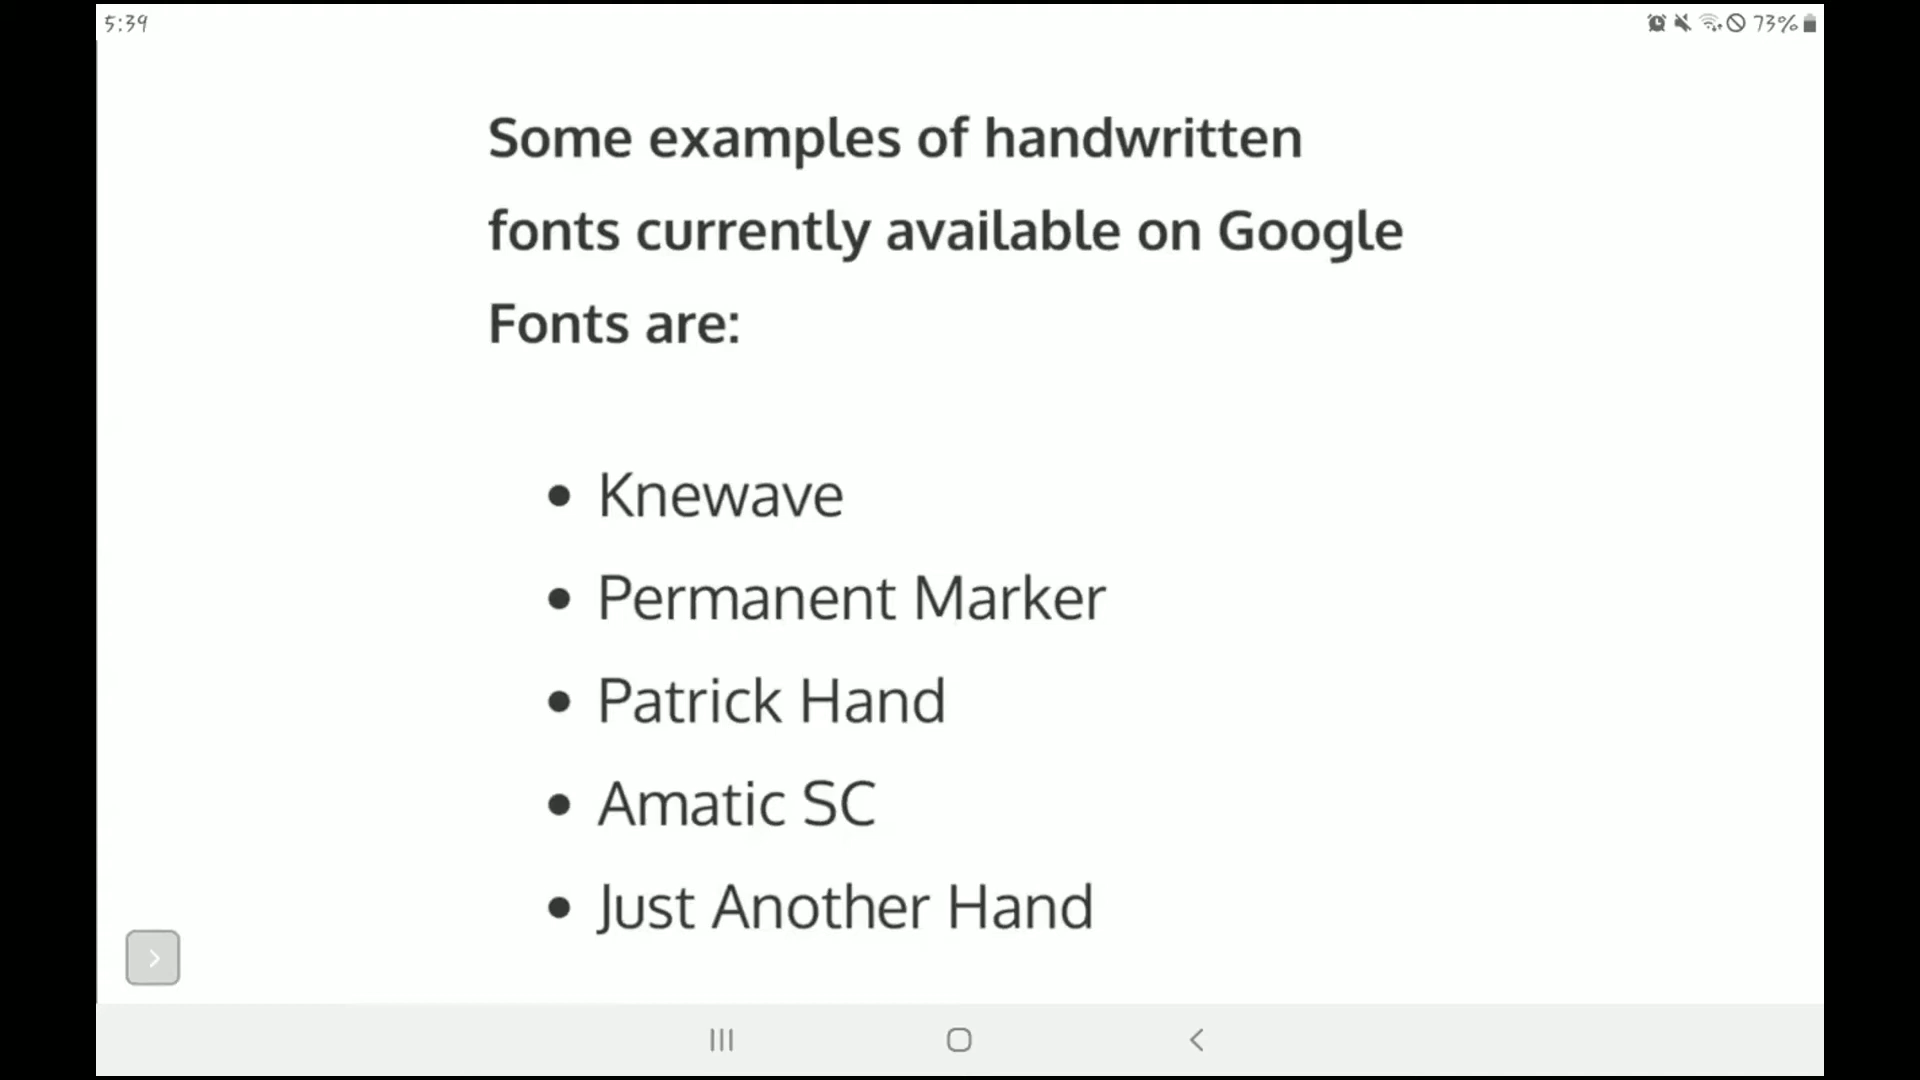 5:39
73%
Some examples of handwritten
fonts currently available on Google
Fonts are:
• Knewave
• Permanent Marker
• Patrick Hand
• Amatic SC
• Just Another Hand